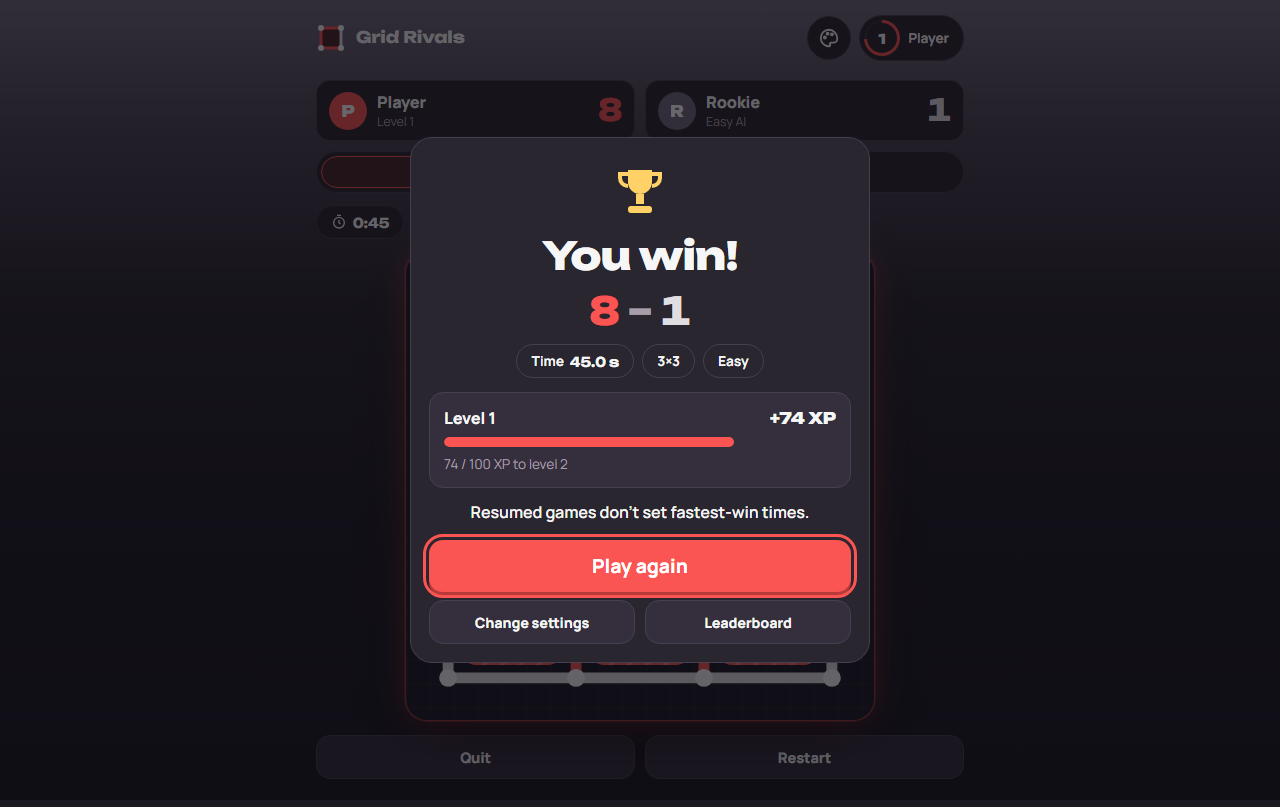 Grid Rivals
1 Player
P Player 8
Level 1
R Rookie 1
Easy AI
0:45
You win!
8 – 1
Time 45.0 s 3×3 Easy
Level 1 +74 XP
74 / 100 XP to level 2
Resumed games don't set fastest-win times.
Play again
Change settings Leaderboard
Quit Restart